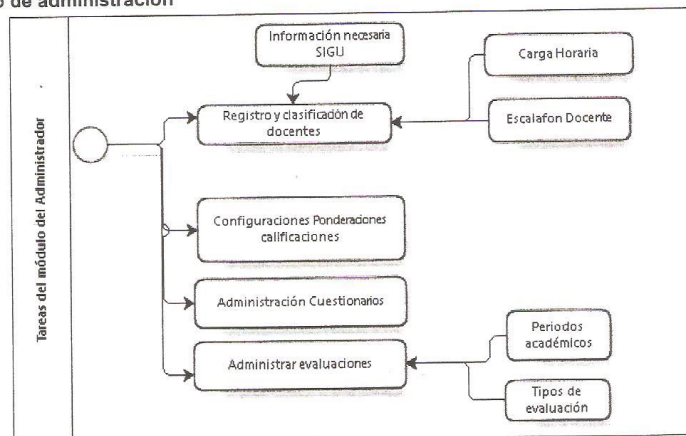 de administración
Información necesaria
SIGU
Carga Horaria
Registro y clasificación de
docentes
Escalafon Docente
Tareas del módulo del Administrador
Configuraciones Ponderaciones
calificaciones
Administración Cuestionarios
Administrar evaluaciones
Periodos
académicos
Tipos de
evaluación